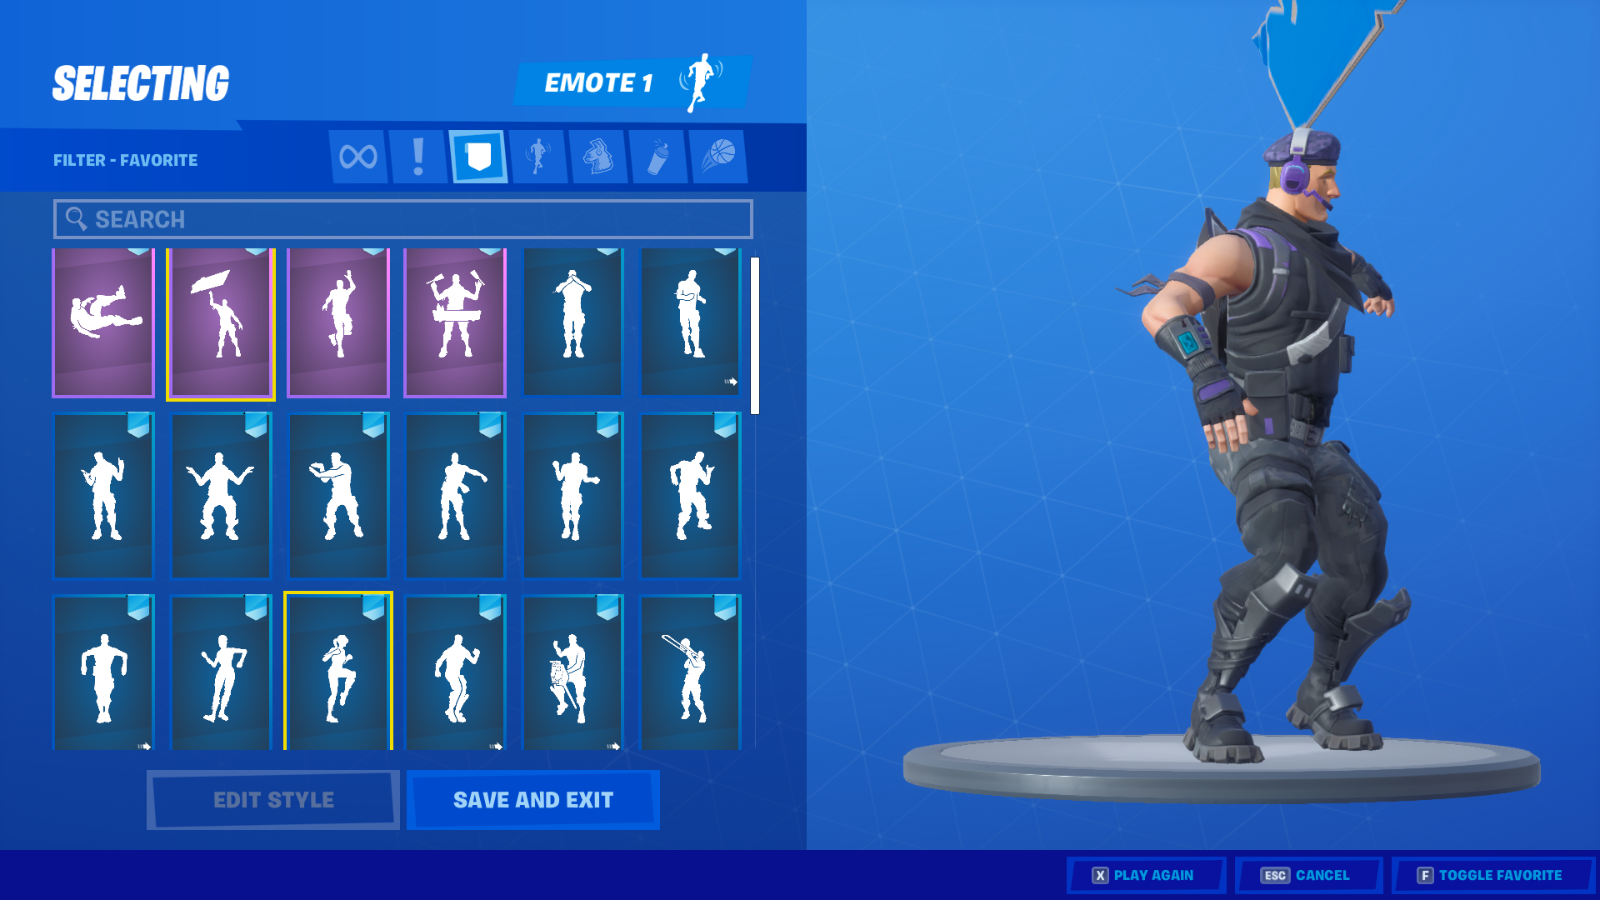 SELECTING
EMOTE 1
FILTER - FAVORITE
SEARCH
EDIT STYLE
SAVE AND EXIT
X PLAY AGAIN
ESC CANCEL
F TOGGLE FAVORITE